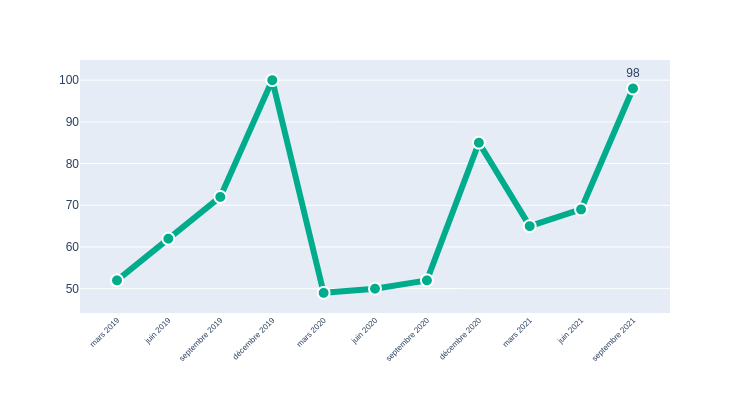 98
100
90
80
70
60
50
mars 2019
juin 2019
septembre 2019
décembre 2019
mars 2020
juin 2020
septembre 2020
décembre 2020
mars 2021
juin 2021
septembre 2021